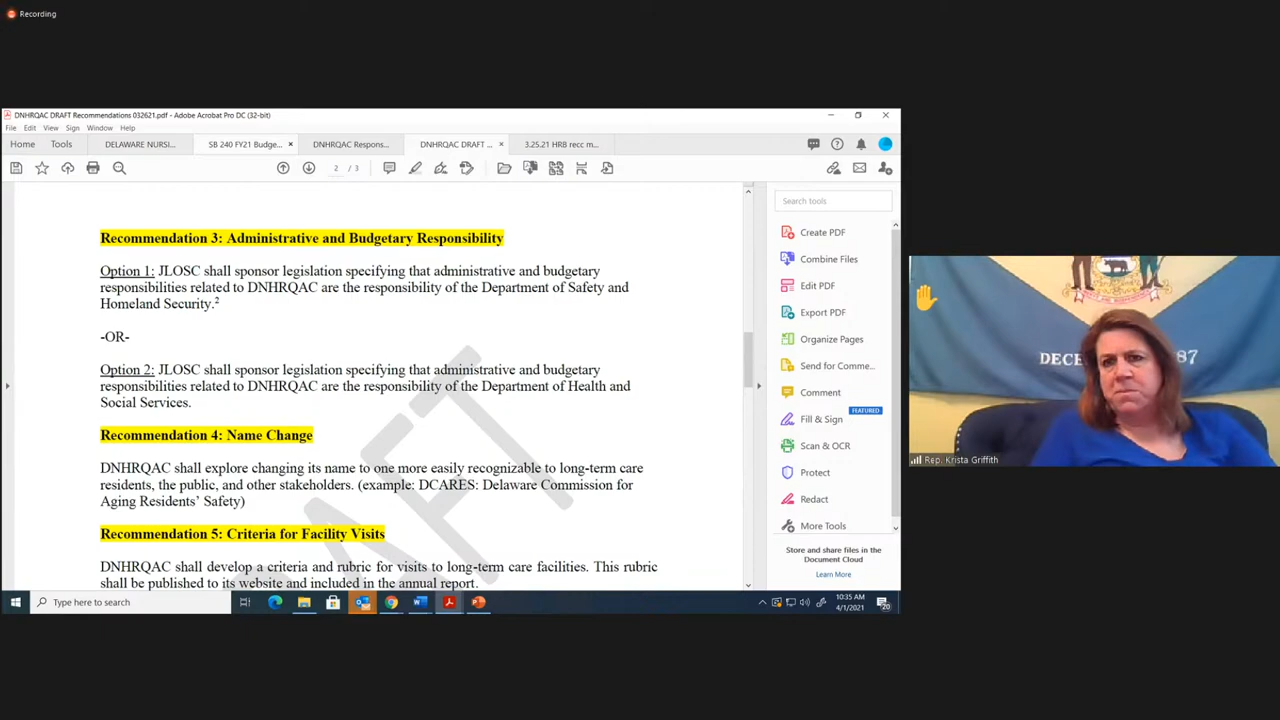 Recording
DNHRQAC DRAFT Recommendations 032621.pdf - Adobe Acrobat Pro DC (32-bit)
File Edit View Sign Window Help
Home Tools DELAWARE NURSI... SB 240 FY21 Budge... × DNHRQAC Respons... DNHRQAC DRAFT ... × 3.25.21 HRB recc m...
2 / 3
Recommendation 3: Administrative and Budgetary Responsibility
Option 1: JLOSC shall sponsor legislation specifying that administrative and budgetary
responsibilities related to DNHRQAC are the responsibility of the Department of Safety and
Homeland Security.²
-OR-
Option 2: JLOSC shall sponsor legislation specifying that administrative and budgetary
responsibilities related to DNHRQAC are the responsibility of the Department of Health and
Social Services.
Recommendation 4: Name Change
DNHRQAC shall explore changing its name to one more easily recognizable to long-term care
residents, the public, and other stakeholders. (example: DCARES: Delaware Commission for
Aging Residents' Safety)
Recommendation 5: Criteria for Facility Visits
DNHRQAC shall develop a criteria and rubric for visits to long-term care facilities. This rubric
shall be published to its website and included in the annual report.
DRAFT
Search tools
Create PDF
Combine Files
Edit PDF
Export PDF
Organize Pages
Send for Comme...
Comment
FEATURED
Fill & Sign
Scan & OCR
Protect
Redact
More Tools
Store and share files in the
Document Cloud
Learn More
Type here to search
10:35 AM
4/1/2021
20
DECE 87
Rep. Krista Griffith